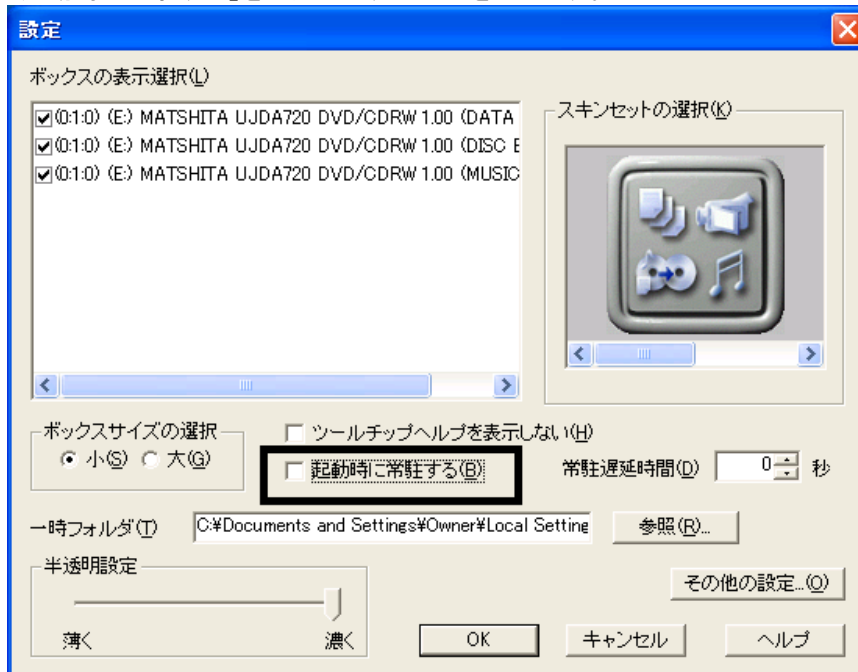 設定
ボックスの表示選択(L)
(0:1:0) (E:) MATSHITA UJDA720 DVD/CDRW 1.00 (DATA
(0:1:0) (E:) MATSHITA UJDA720 DVD/CDRW 1.00 (DISC
(0:1:0) (E:) MATSHITA UJDA720 DVD/CDRW 1.00 (MUSIC
スキンセットの選択(K)
ボックスサイズの選択
小(S) 大(G)
ツールチップヘルプを表示しない(H)
起動時に常駐する(B)
常駐遅延時間(D) 0 秒
一時フォルダ(T) C:¥Documents and Settings¥Owner¥Local Setting 参照(R)...
半透明設定
薄く 濃く
その他の設定...(O)
OK キャンセル ヘルプ